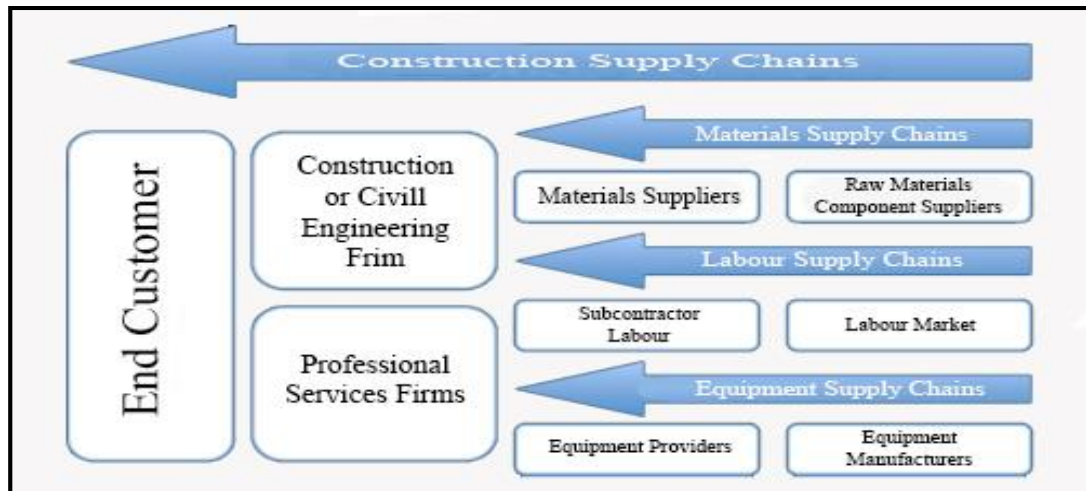 Construction Supply Chains
End Customer
Construction
or Civill
Engineering
Frim
Professional
Services Firms
Materials Supply Chains
Materials Suppliers
Raw Materials
Component Suppliers
Labour Supply Chains
Subcontractor
Labour
Labour Market
Equipment Supply Chains
Equipment Providers
Equipment
Manufacturers